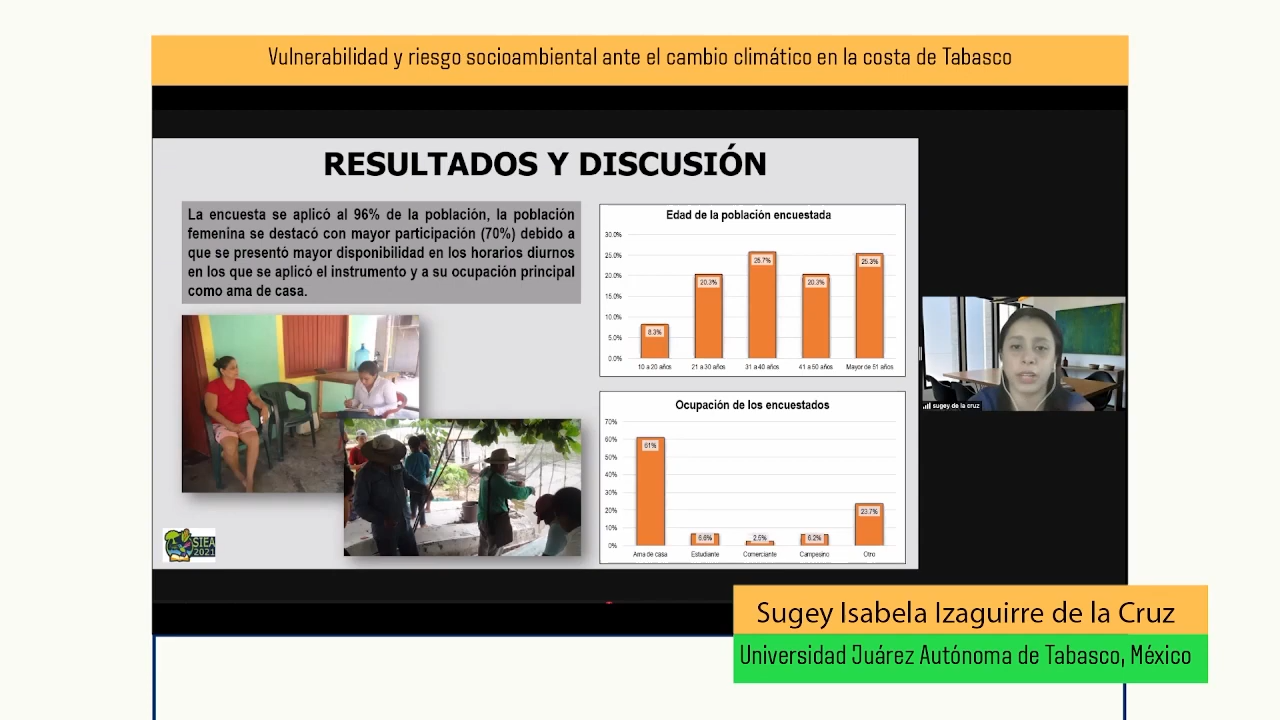 Vulnerabilidad y riesgo socioambiental ante el cambio climático en la costa de Tabasco
RESULTADOS Y DISCUSIÓN
La encuesta se aplicó al 96% de la población, la población
femenina se destacó con mayor participación (70%) debido a
que se presentó mayor disponibilidad en los horarios diurnos
en los que se aplicó el instrumento y a su ocupación principal
como ama de casa.
Edad de la población encuestada
30.0%
25.0%
20.0%
15.0%
10.0%
5.0%
0.0%
8.3%
20.3%
25.7%
20.3%
25.3%
10 a 20 años
21 a 30 años
31 a 40 años
41 a 50 años
Mayor de 51 años
Ocupación de los encuestados
70%
60%
50%
40%
30%
20%
10%
0%
61%
6.6%
2.5%
6.2%
23.7%
Ama de casa
Estudiante
Comerciante
Campesino
Otro
SIEA
2021
sugey de la cruz
Sugey Isabela Izaguirre de la Cruz
Universidad Juárez Autónoma de Tabasco, México